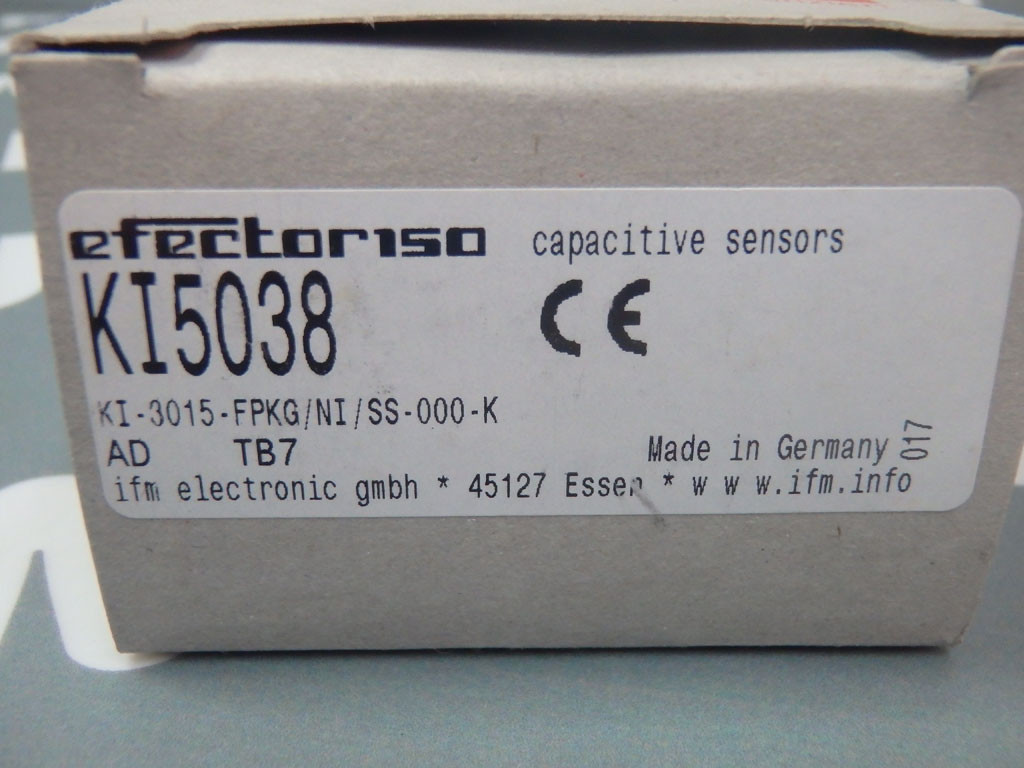 efector150 capacitive sensors
KI5038
CE
KI-3015-FPKG/NI/SS-000-K
AD TB7 Made in Germany 017
ifm electronic gmbh * 45127 Essen * w w w.ifm.info